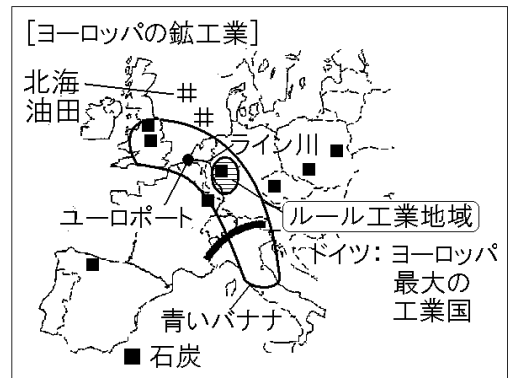 [ヨーロッパの鉱工業]
北海
油田
ライン川
ユーロポート
ルール工業地域
ドイツ：ヨーロッパ
最大の
工業国
青いバナナ
■石炭